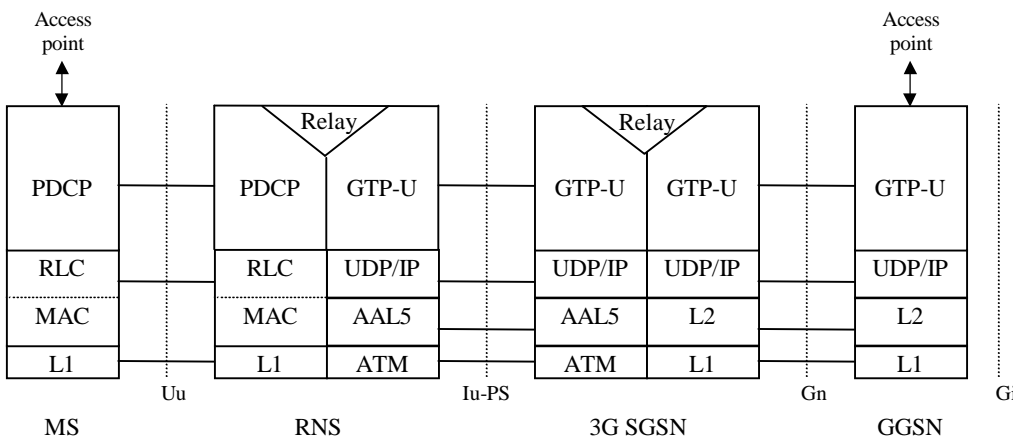 Access
point
Access
point
Relay
Relay
PDCP
PDCP
GTP-U
GTP-U
GTP-U
GTP-U
RLC
RLC
UDP/IP
UDP/IP
UDP/IP
UDP/IP
MAC
MAC
AAL5
AAL5
L2
L2
L1
L1
ATM
ATM
L1
L1
Uu
Iu-PS
Gn
Gi
MS
RNS
3G SGSN
GGSN